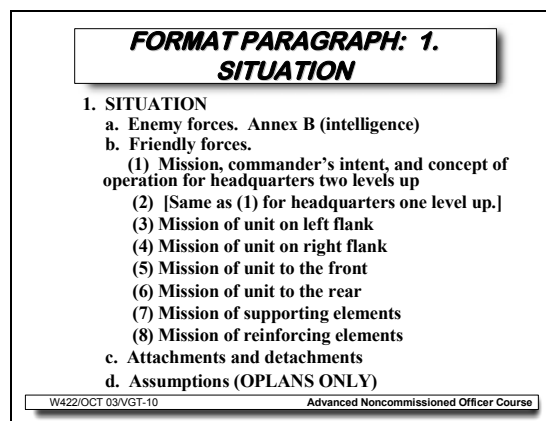 FORMAT PARAGRAPH: 1.
SITUATION
1. SITUATION
a. Enemy forces. Annex B (intelligence)
b. Friendly forces.
(1) Mission, commander's intent, and concept of
operation for headquarters two levels up
(2) [Same as (1) for headquarters one level up.]
(3) Mission of unit on left flank
(4) Mission of unit on right flank
(5) Mission of unit to the front
(6) Mission of unit to the rear
(7) Mission of supporting elements
(8) Mission of reinforcing elements
c. Attachments and detachments
d. Assumptions (OPLANS ONLY)
W422/OCT 03/VGT-10 Advanced Noncommissioned Officer Course